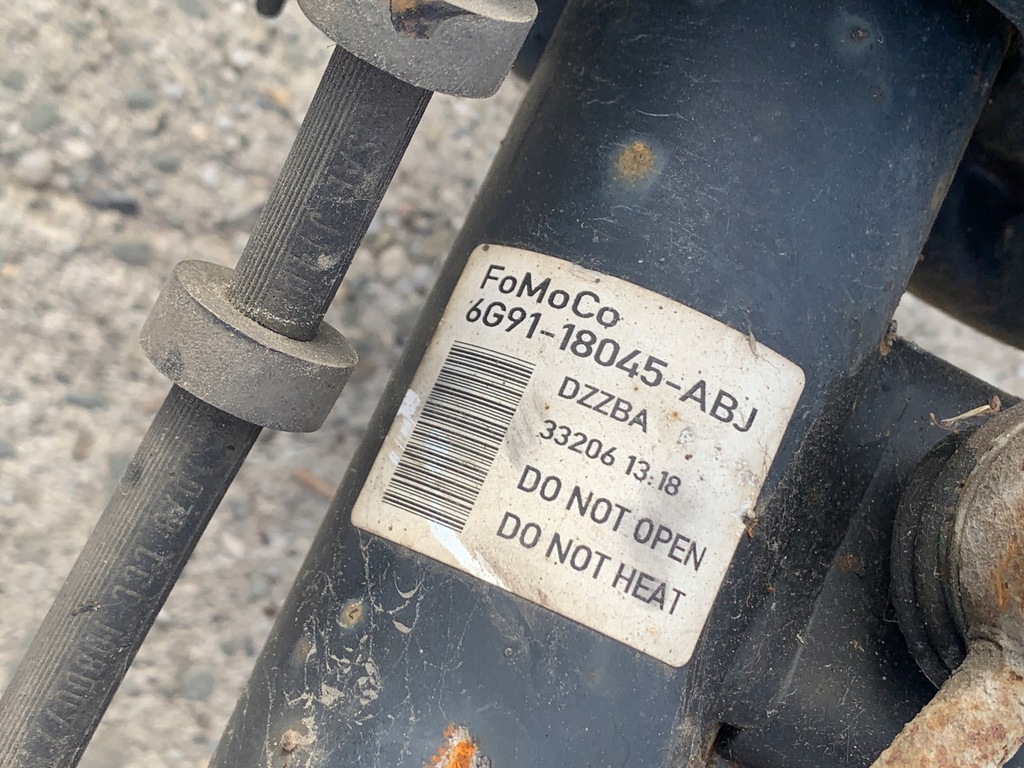 FoMoCo
6G91-18045-ABJ
DZZBA
33206 13:18
DO NOT OPEN
DO NOT HEAT